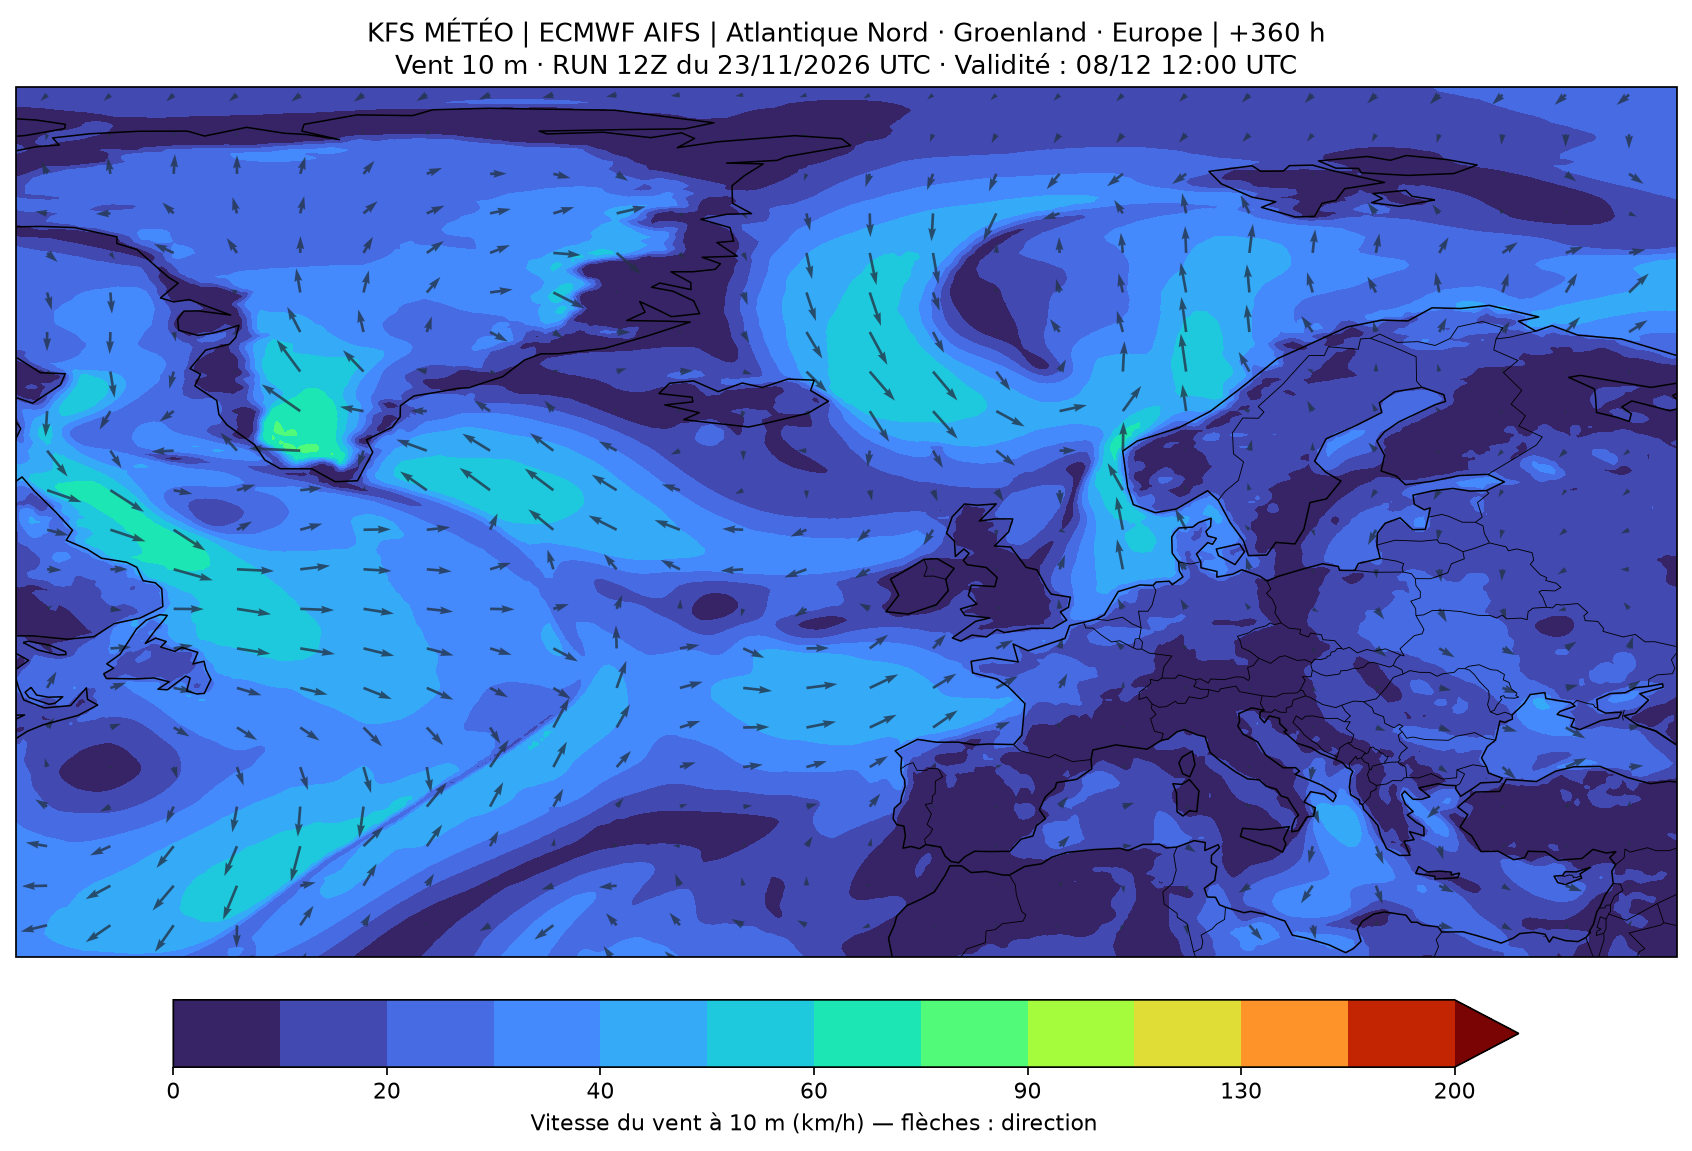 KFS MÉTÉO | ECMWF AIFS | Atlantique Nord · Groenland · Europe | +360 h
Vent 10 m · RUN 12Z du 23/11/2026 UTC · Validité : 08/12 12:00 UTC
0 20 40 60 90 130 200
Vitesse du vent à 10 m (km/h) — flèches : direction